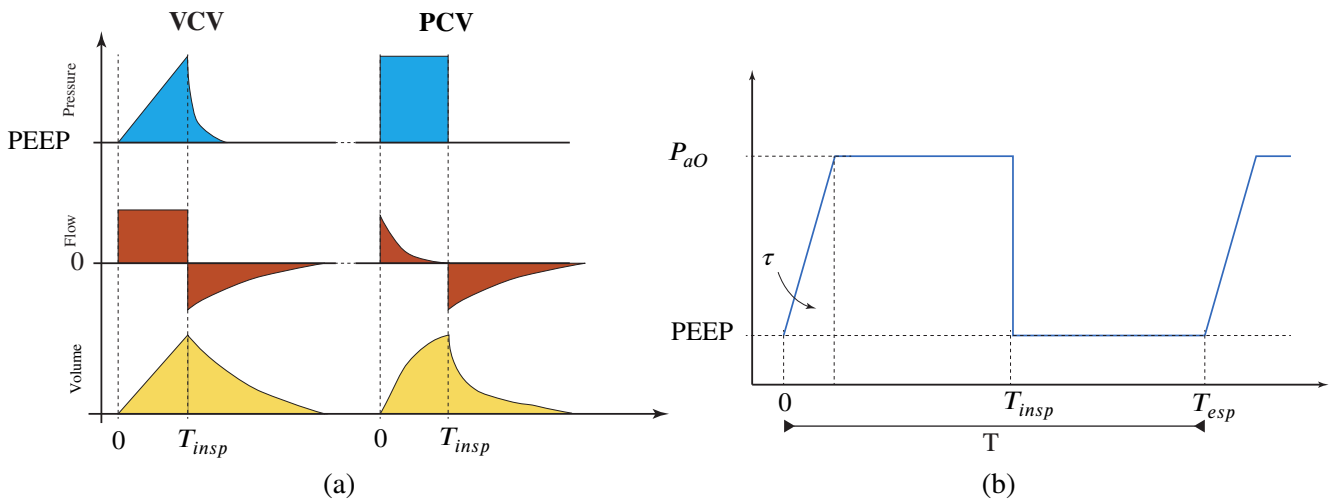 VCV
PCV
Pressure
PEEP
Flow
0
Volume
0
T_insp
0
T_insp
(a)
P_aO
τ
PEEP
0
T_insp
T_esp
T
(b)